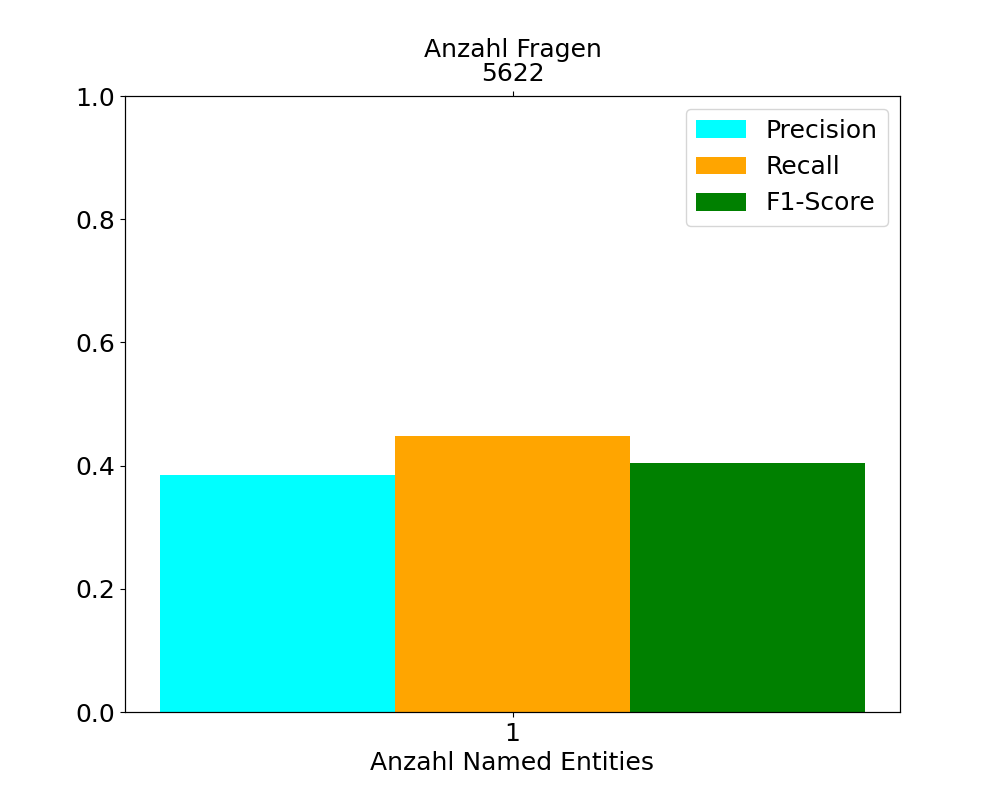 Anzahl Fragen
5622
1.0
0.8
0.6
0.4
0.2
0.0
Precision
Recall
F1-Score
1
Anzahl Named Entities